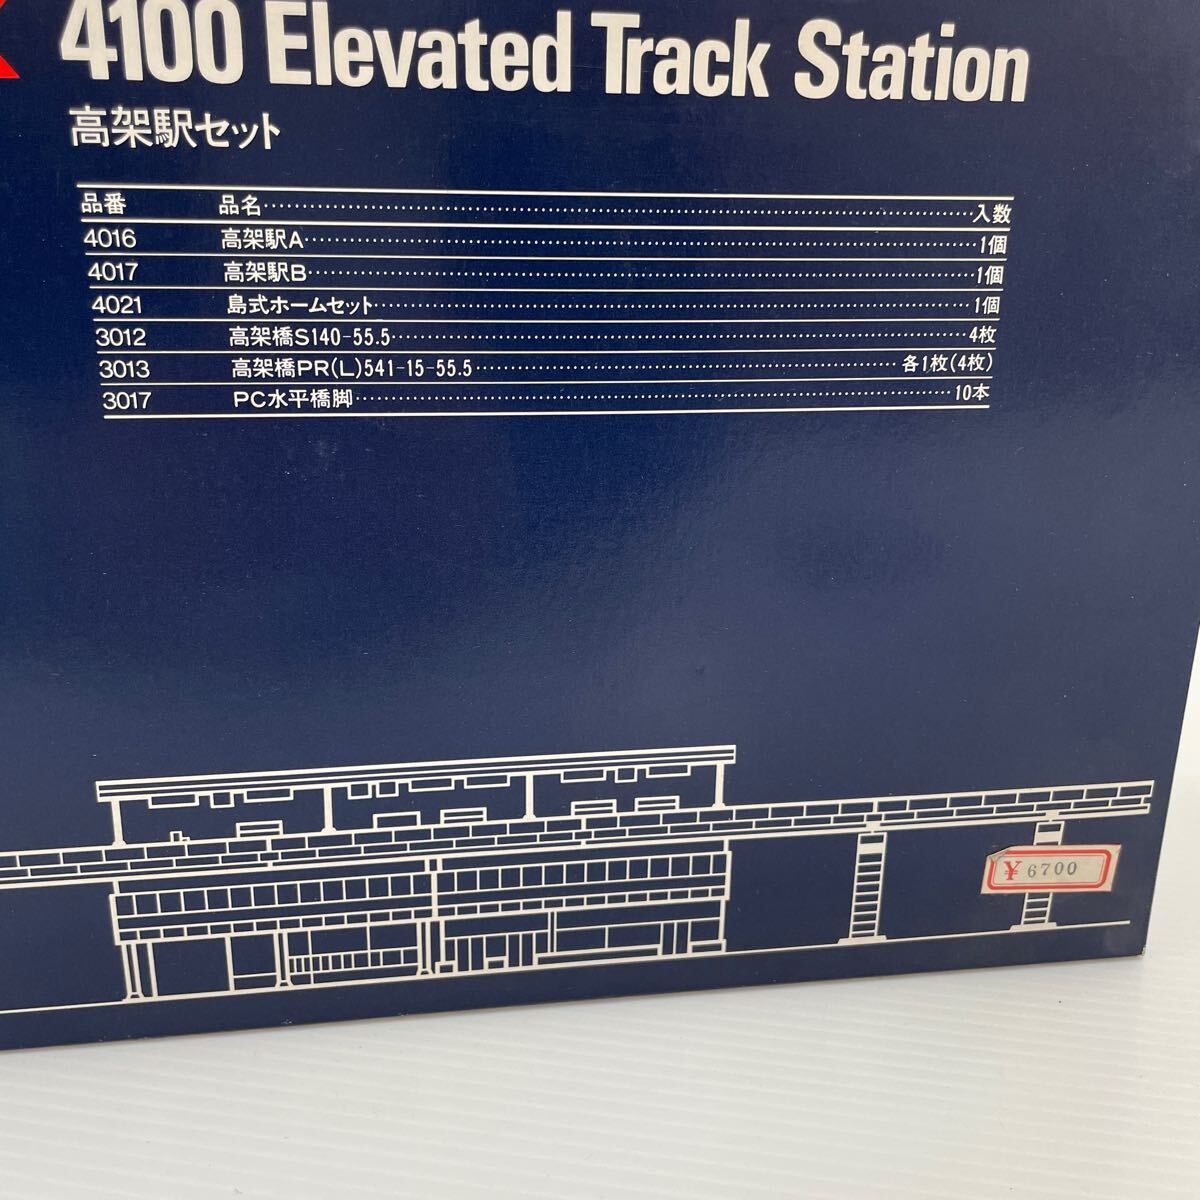 4100 Elevated Track Station
高架駅セット
品番 品名 入数
4016 高架駅A 1個
4017 高架駅B 1個
4021 島式ホームセット 1個
3012 高架橋S140-55.5 4枚
3013 高架橋PR(L)541-15-55.5 各1枚(4枚)
3017 PC水平橋脚 10本
¥ 6700